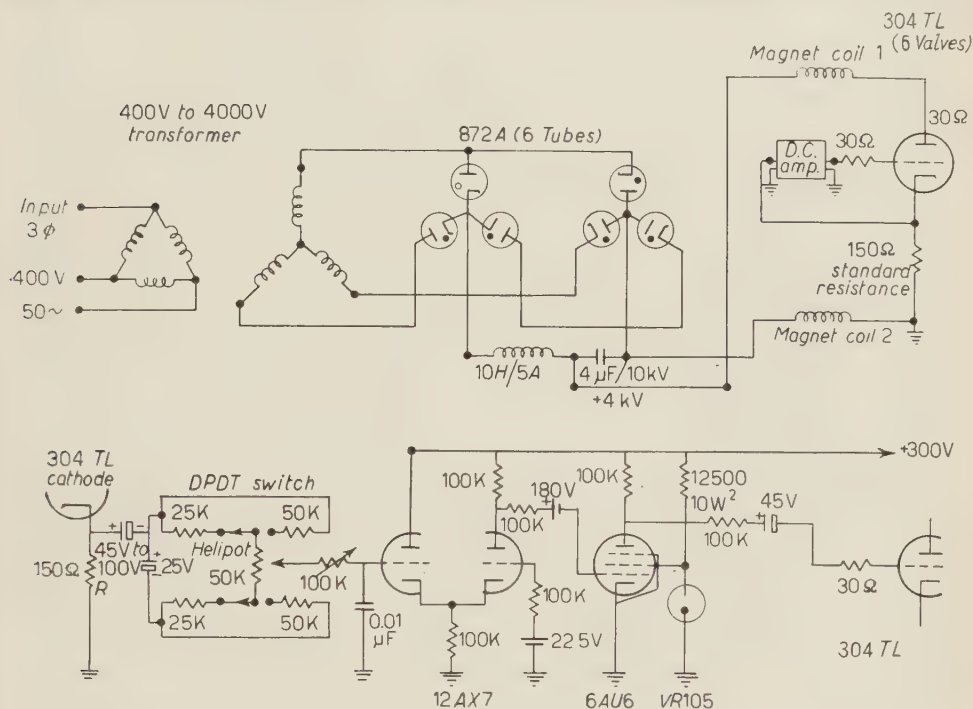 304 TL
(6 Valves)
Magnet coil 1
400V to 4000V
transformer
872A (6 Tubes)
30Ω
D.C.
amp.
30Ω
Input
3 ϕ
400V
50~
150Ω
standard
resistance
Magnet coil 2
10H/5A
4 μF/10kV
+4 kV
304 TL
cathode
DPDT switch
+300V
25K
50K
100K
180V
100K
12500
10W²
45V
+
-
45V to
100V
+
-
25V
Helipot
50K
100K
100K
+
+
100K
150Ω
R
25K
50K
0.01
μF
100K
100K
22 5V
30Ω
304 TL
12AX7
6AU6
VR105